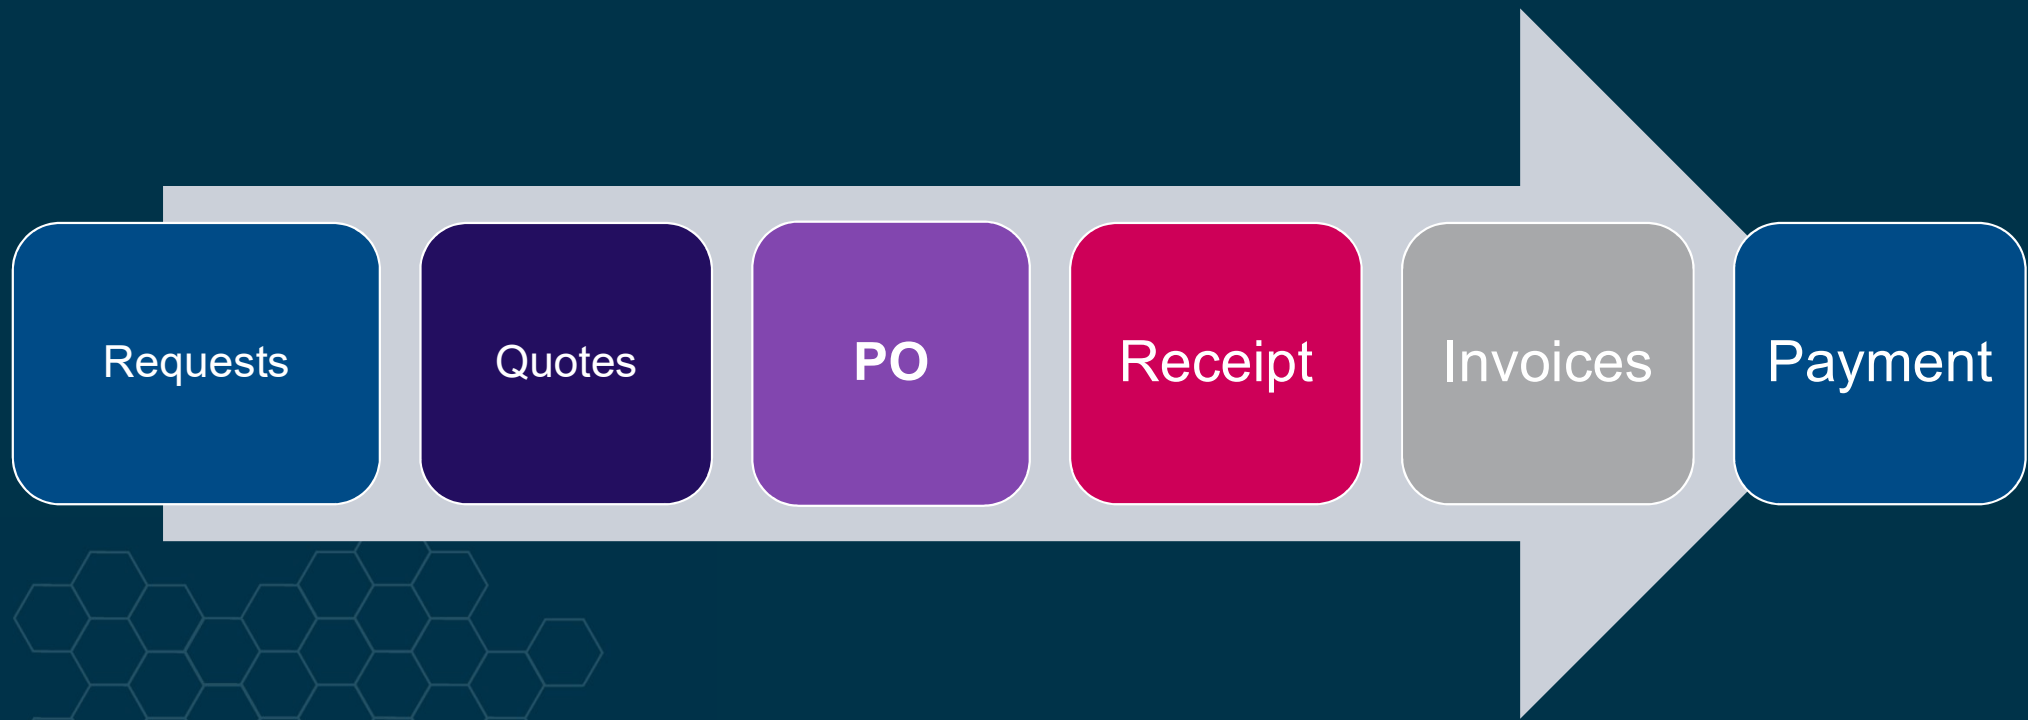 Requests
Quotes
PO
Receipt
Invoices
Payment